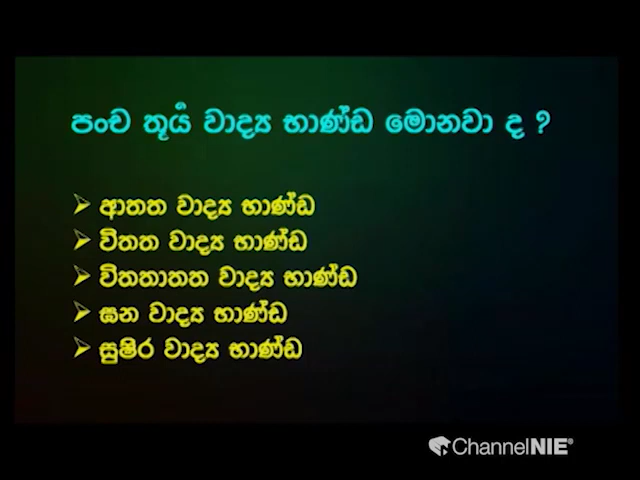 පංච තූර්‍ය වාද්‍ය භාණ්ඩ මොනවා ද ?
➢ ආතත වාද්‍ය භාණ්ඩ
➢ විතත වාද්‍ය භාණ්ඩ
➢ විතතාතත වාද්‍ය භාණ්ඩ
➢ ඝන වාද්‍ය භාණ්ඩ
➢ සුෂිර වාද්‍ය භාණ්ඩ
ChannelNIE®